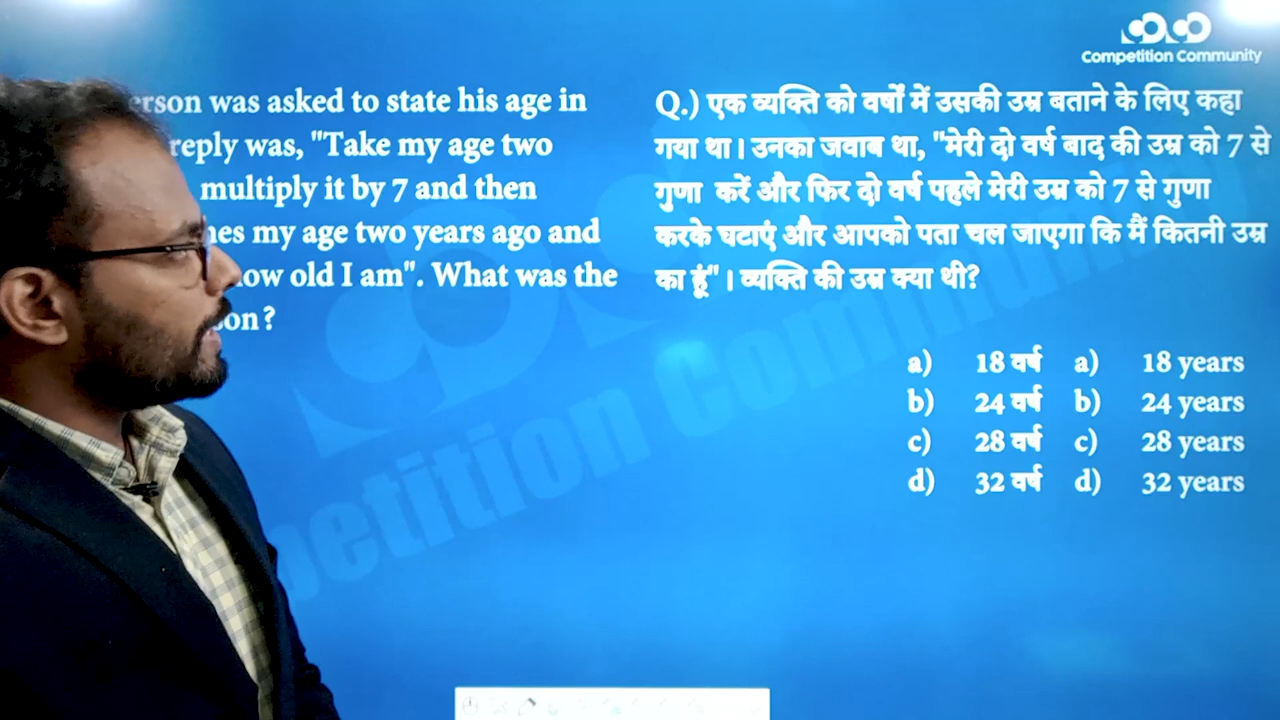 Competition Community
erson was asked to state his age in
reply was, "Take my age two
multiply it by 7 and then
nes my age two years ago and
ow old I am". What was the
son?
Q.) एक व्यक्ति को वर्षों में उसकी उम्र बताने के लिए कहा
गया था। उनका जवाब था, "मेरी दो वर्ष बाद की उम्र को 7 से
गुणा करें और फिर दो वर्ष पहले मेरी उम्र को 7 से गुणा
करके घटाएं और आपको पता चल जाएगा कि मैं कितनी उम्र
का हूं"। व्यक्ति की उम्र क्या थी?
a) 18 वर्ष a) 18 years
b) 24 वर्ष b) 24 years
c) 28 वर्ष c) 28 years
d) 32 वर्ष d) 32 years
petition Community